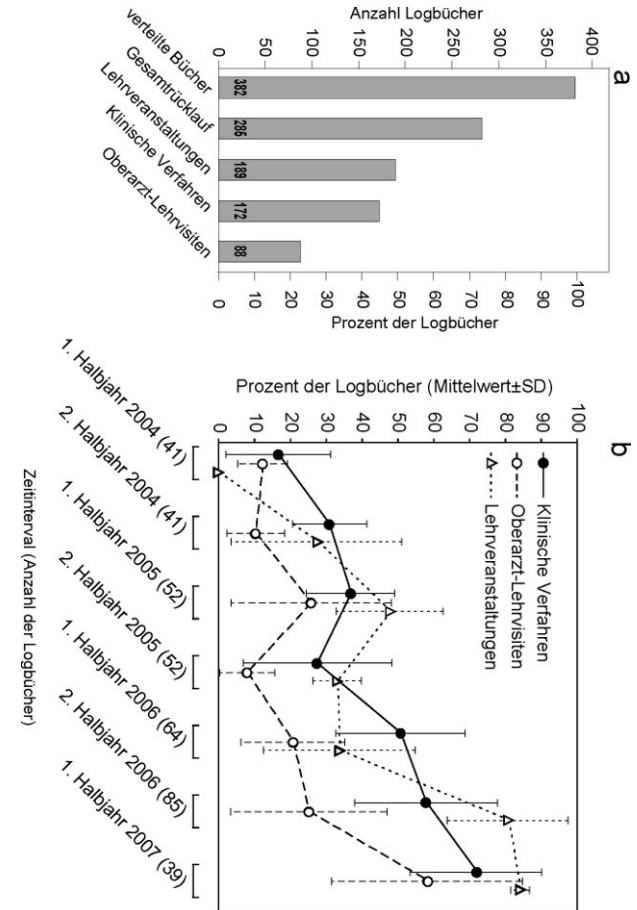 a
Anzahl Logbücher
0 50 100 150 200 250 300 350 400
verteilte Bücher
Gesamtrücklauf
Lehrveranstaltungen
Klinische Verfahren
Oberarzt-Lehrvisiten
382
286
189
172
88
0 10 20 30 40 50 60 70 80 90 100
Prozent der Logbücher
b
Prozent der Logbücher (Mittelwert±SD)
0 10 20 30 40 50 60 70 80 90 100
Klinische Verfahren
Oberarzt-Lehrvisiten
Lehrveranstaltungen
1. Halbjahr 2004 (41)
2. Halbjahr 2004 (41)
1. Halbjahr 2005 (52)
2. Halbjahr 2005 (52)
1. Halbjahr 2006 (64)
2. Halbjahr 2006 (85)
1. Halbjahr 2007 (39)
Zeitinterval (Anzahl der Logbücher)